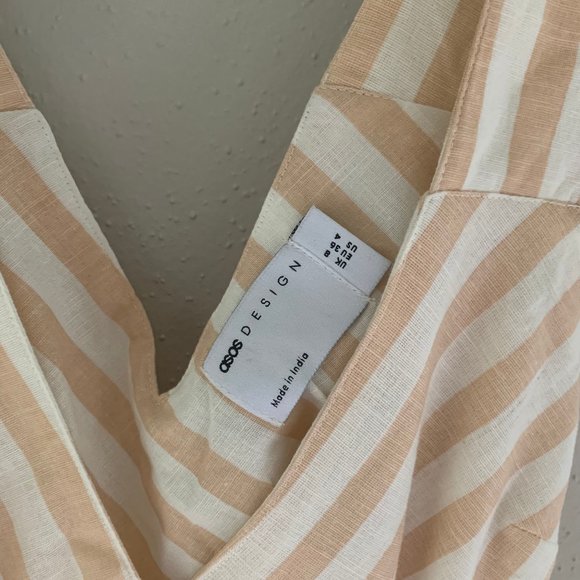 asos DESIGN
Made in India
UK 8
EU 36
US 4